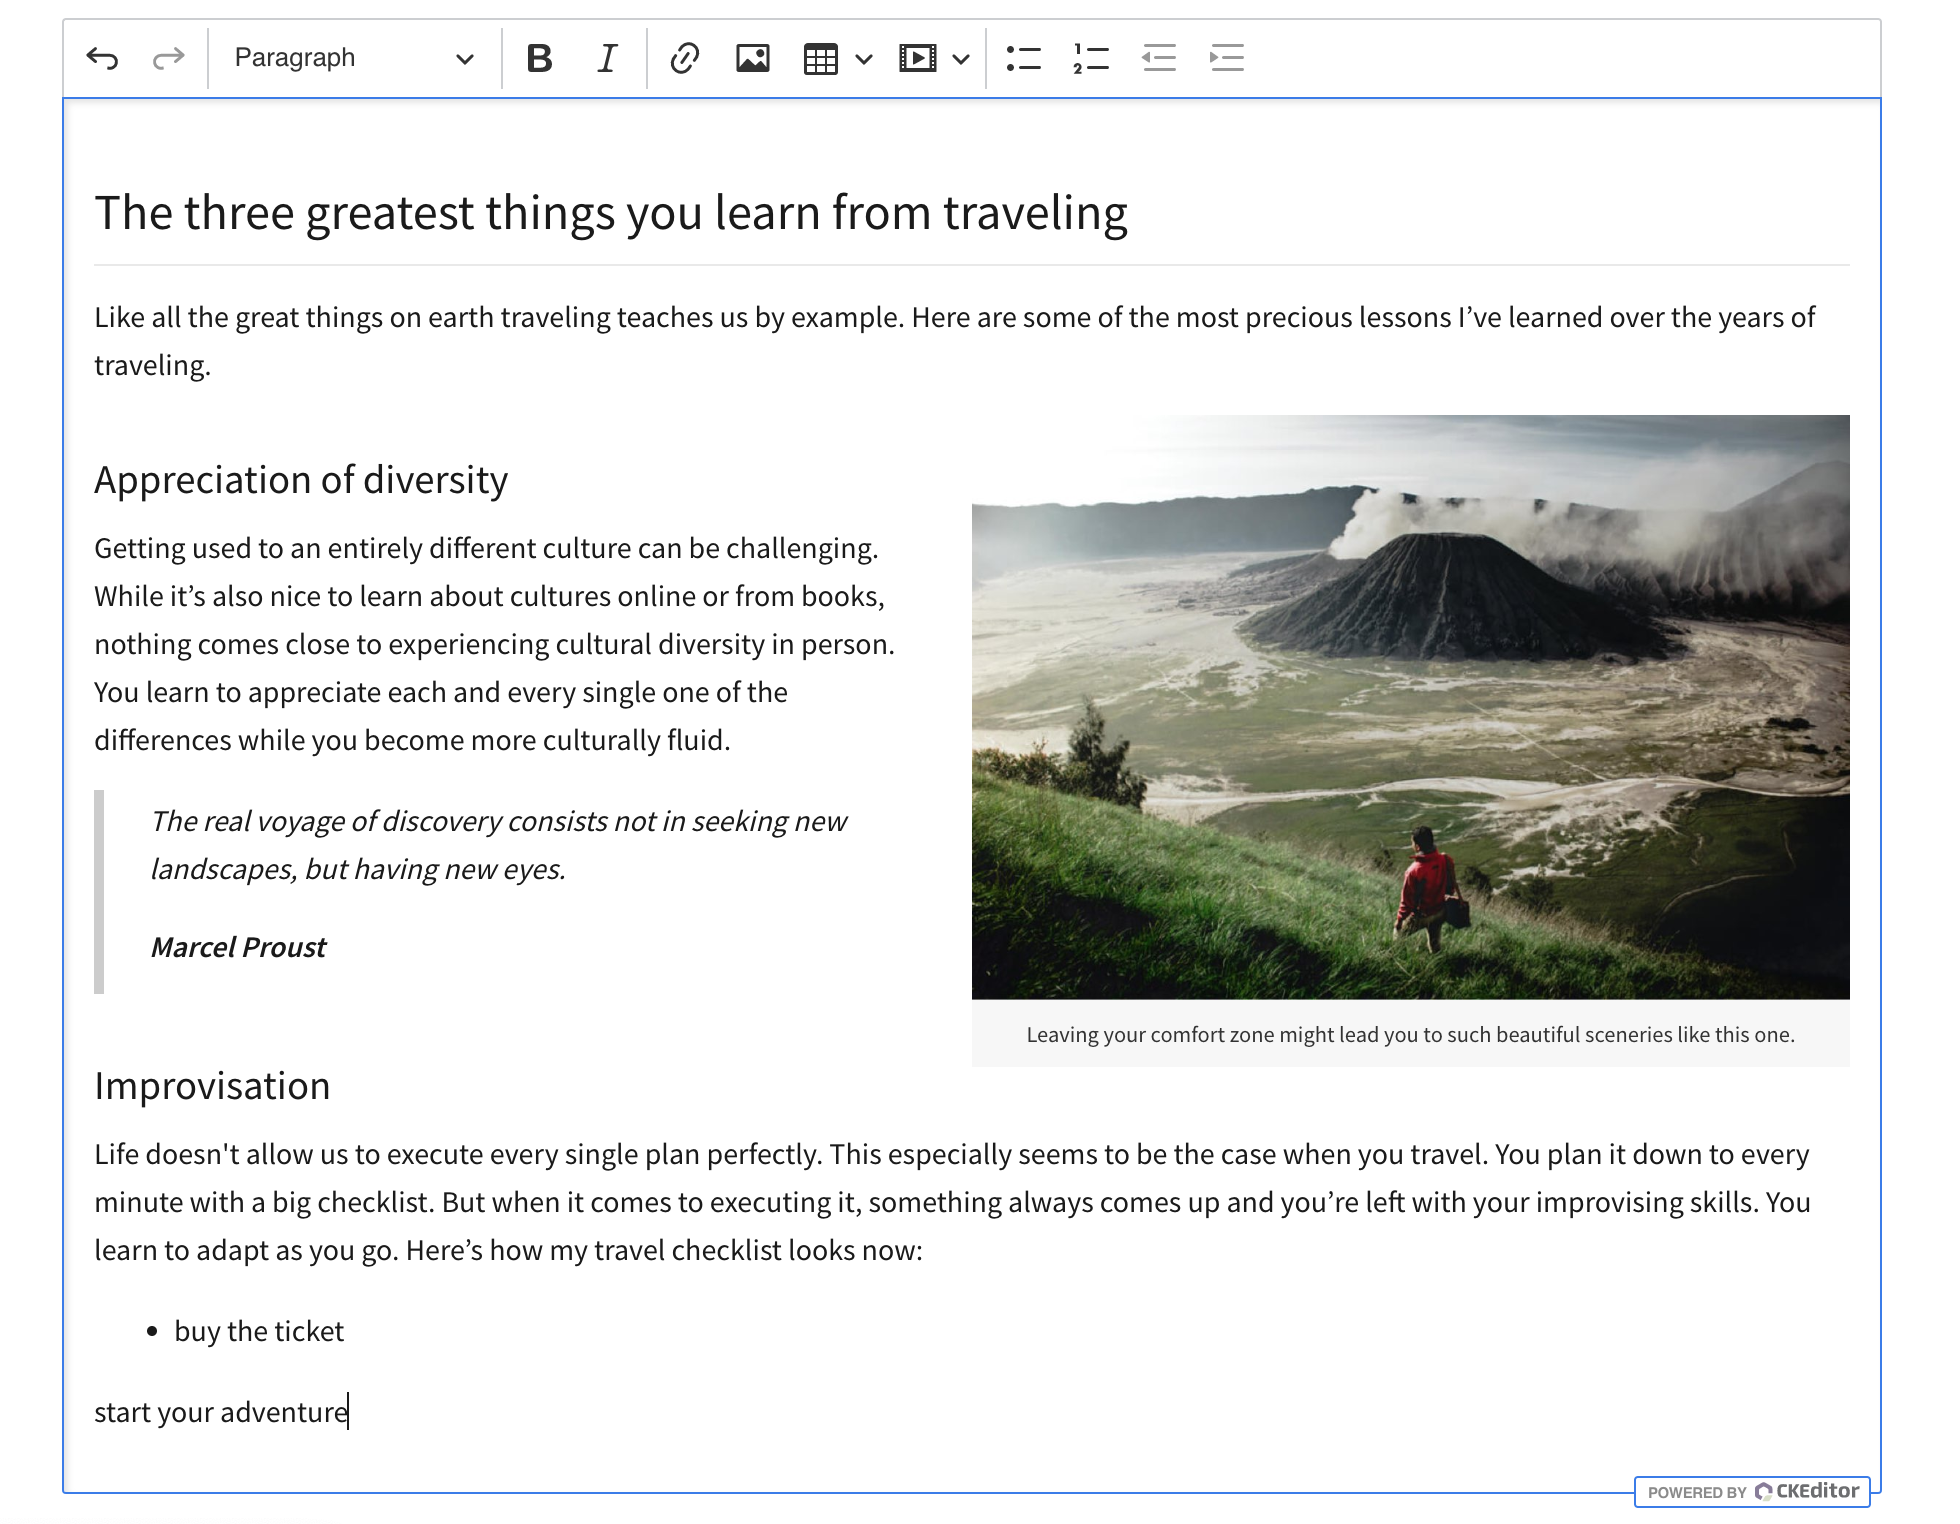 Paragraph
B
I
1
2
The three greatest things you learn from traveling
Like all the great things on earth traveling teaches us by example. Here are some of the most precious lessons I’ve learned over the years of
traveling.
Appreciation of diversity
Getting used to an entirely different culture can be challenging.
While it’s also nice to learn about cultures online or from books,
nothing comes close to experiencing cultural diversity in person.
You learn to appreciate each and every single one of the
differences while you become more culturally fluid.
The real voyage of discovery consists not in seeking new
landscapes, but having new eyes.
Marcel Proust
Leaving your comfort zone might lead you to such beautiful sceneries like this one.
Improvisation
Life doesn't allow us to execute every single plan perfectly. This especially seems to be the case when you travel. You plan it down to every
minute with a big checklist. But when it comes to executing it, something always comes up and you’re left with your improvising skills. You
learn to adapt as you go. Here’s how my travel checklist looks now:
• buy the ticket
start your adventure
POWERED BY CKEditor